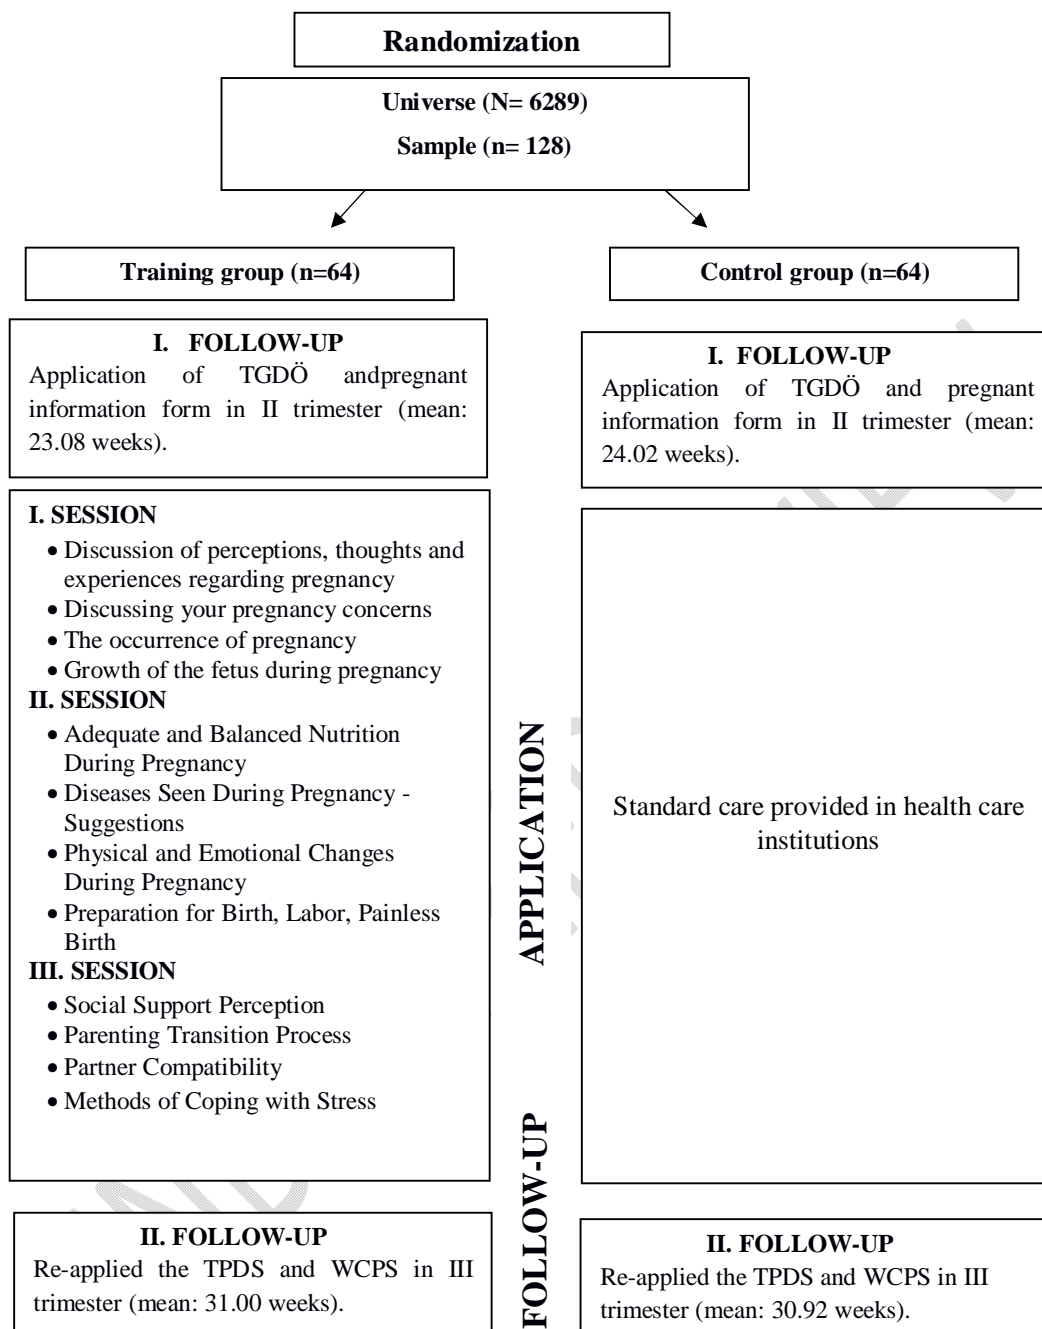 Randomization
Universe (N= 6289)
Sample (n= 128)
Training group (n=64)
Control group (n=64)
I. FOLLOW-UP
Application of TGDÖ andpregnant
information form in II trimester (mean:
23.08 weeks).
I. FOLLOW-UP
Application of TGDÖ and pregnant
information form in II trimester (mean:
24.02 weeks).
I. SESSION
• Discussion of perceptions, thoughts and
experiences regarding pregnancy
• Discussing your pregnancy concerns
• The occurrence of pregnancy
• Growth of the fetus during pregnancy
II. SESSION
• Adequate and Balanced Nutrition
During Pregnancy
• Diseases Seen During Pregnancy -
Suggestions
• Physical and Emotional Changes
During Pregnancy
• Preparation for Birth, Labor, Painless
Birth
III. SESSION
• Social Support Perception
• Parenting Transition Process
• Partner Compatibility
• Methods of Coping with Stress
APPLICATION
Standard care provided in health care
institutions
FOLLOW-UP
II. FOLLOW-UP
Re-applied the TPDS and WCPS in III
trimester (mean: 31.00 weeks).
II. FOLLOW-UP
Re-applied the TPDS and WCPS in III
trimester (mean: 30.92 weeks).